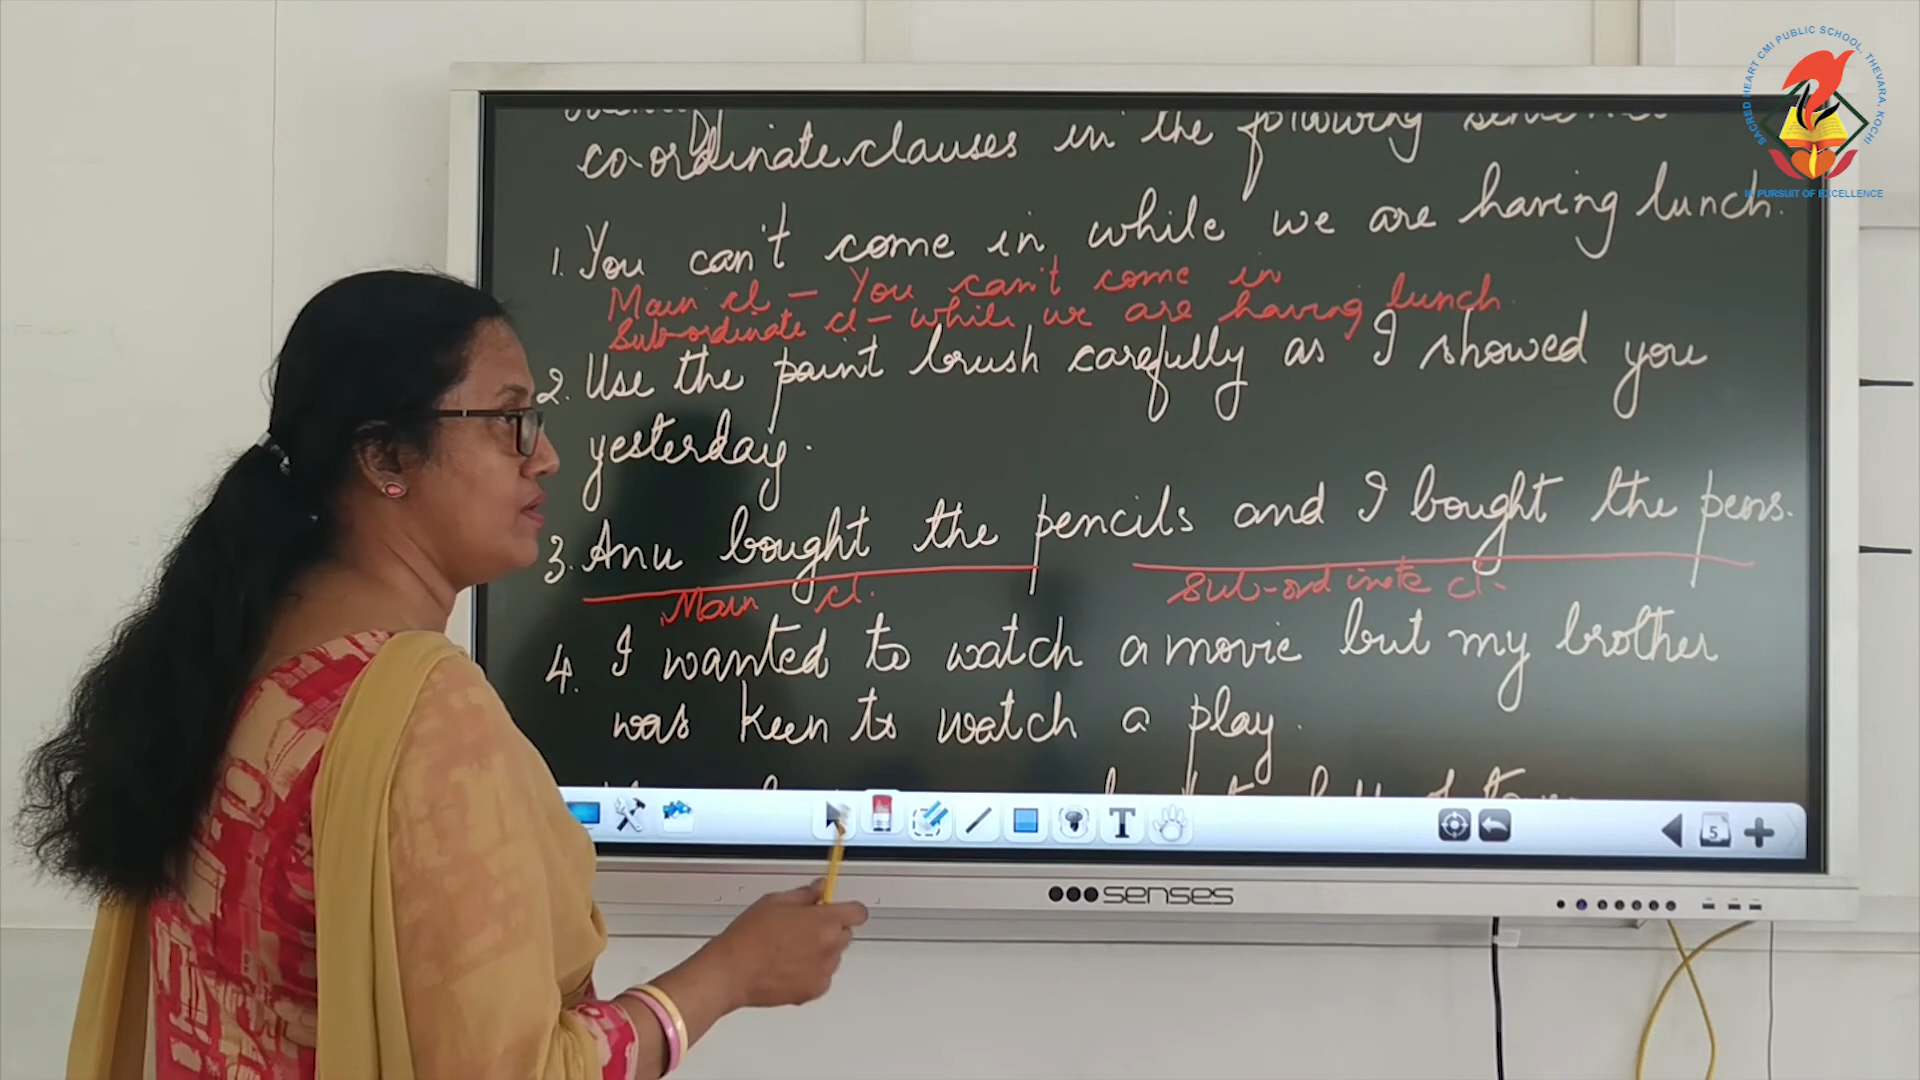 co-ordinate clauses in the following
1. You can't come in while we are having lunch.
Main cl - You can't come in
Sub-ordinate cl - while we are having lunch.
2. Use the paint brush carefully as I showed you
yesterday.
3. Anu bought the pencils and I bought the pens.
Main cl. Sub-ordinate cl-
4. I wanted to watch a movie but my brother
was keen to watch a play.
T
5
senses
SACRED HEART CMI PUBLIC SCHOOL, THEVARA, KOCHI
IN PURSUIT OF EXCELLENCE